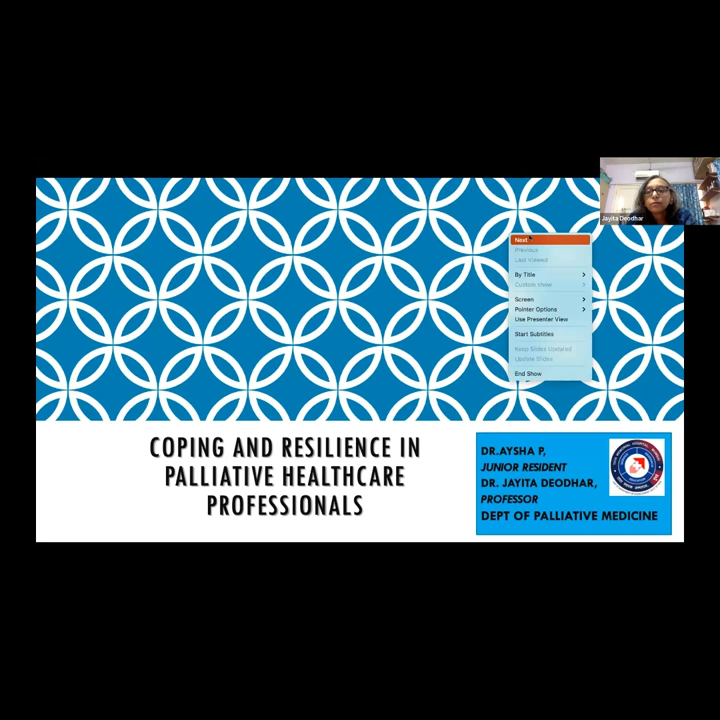 Jayita Deodhar
Next
Previous
Last Viewed
By Title
Custom show
Screen
Pointer Options
Use Presenter View
Start Subtitles
Keep Slides Updated
Update Slides
End Show
COPING AND RESILIENCE IN
PALLIATIVE HEALTHCARE
PROFESSIONALS
DR.AYSHA P,
JUNIOR RESIDENT
DR. JAYITA DEODHAR,
PROFESSOR
DEPT OF PALLIATIVE MEDICINE